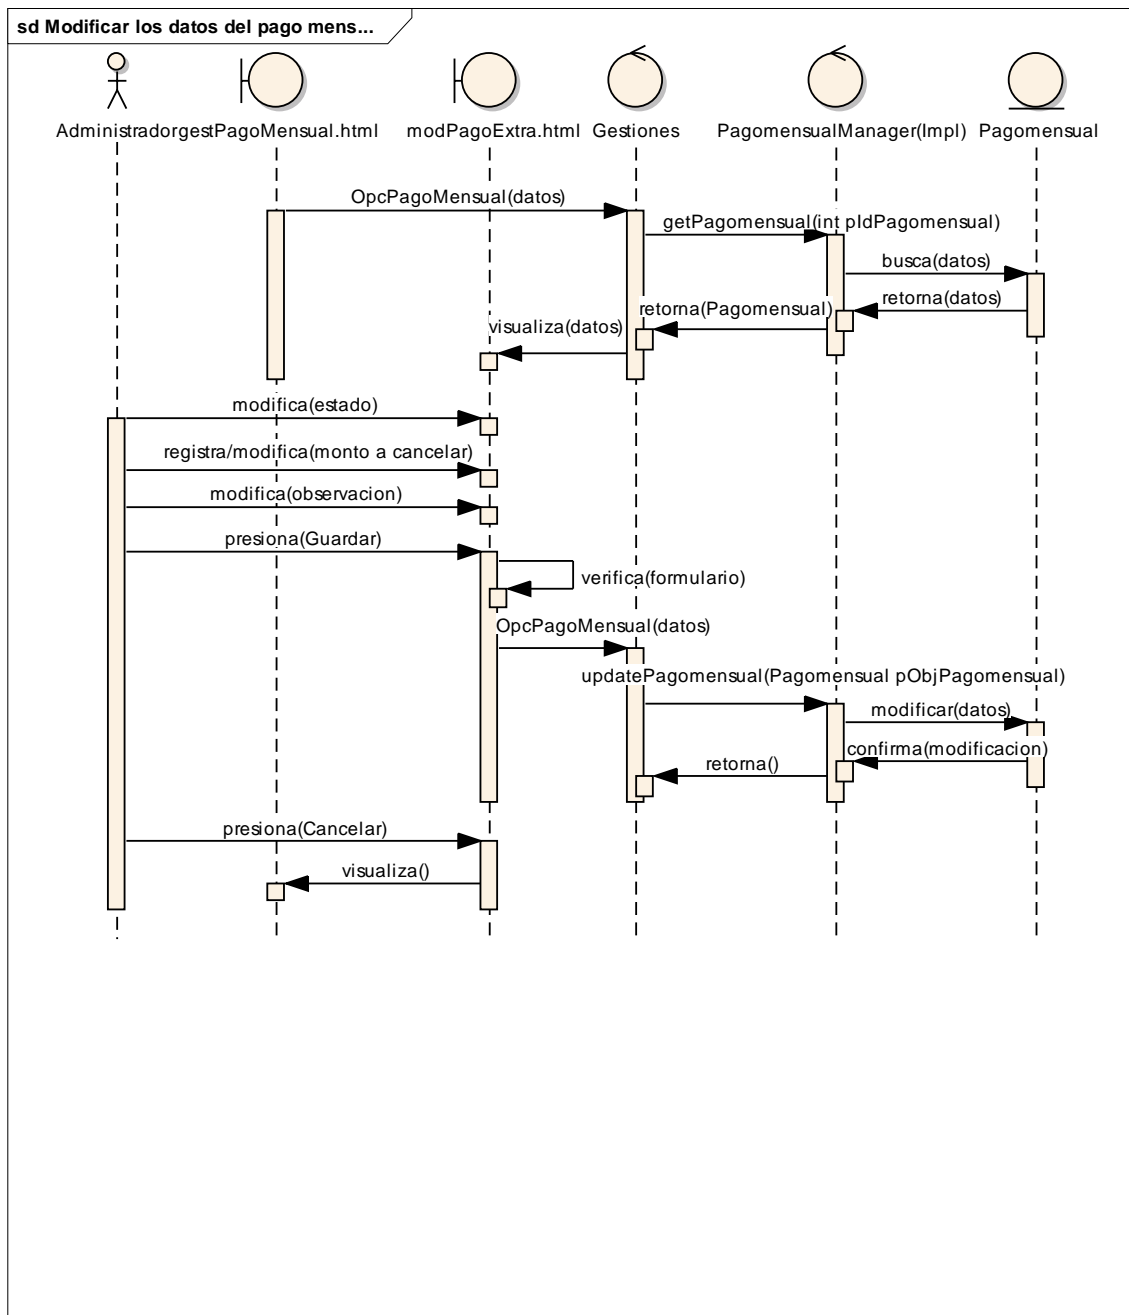 sd Modificar los datos del pago mens...
Administrador
gestPagoMensual.html
modPagoExtra.html
Gestiones
PagomensualManager(Impl)
Pagomensual
OpcPagoMensual(datos)
getPagomensual(int pIdPagomensual)
busca(datos)
retorna(datos)
retorna(Pagomensual)
visualiza(datos)
modifica(estado)
registra/modifica(monto a cancelar)
modifica(observacion)
presiona(Guardar)
verifica(formulario)
OpcPagoMensual(datos)
updatePagomensual(Pagomensual pObjPagomensual)
modificar(datos)
confirma(modificacion)
retorna()
presiona(Cancelar)
visualiza()